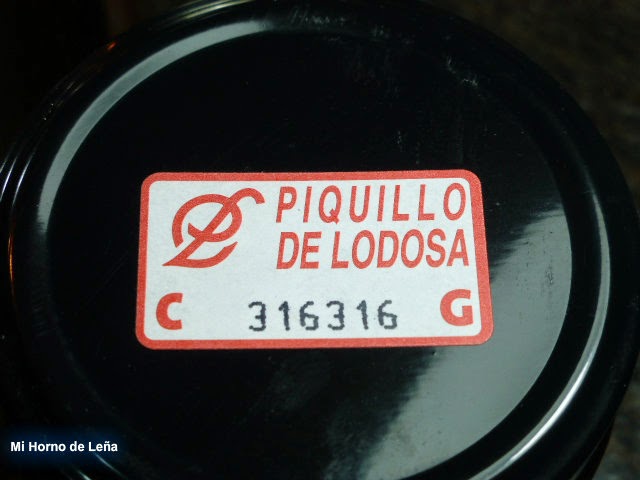 PIQUILLO
DE LODOSA
C 316316 G
Mi Horno de Leña